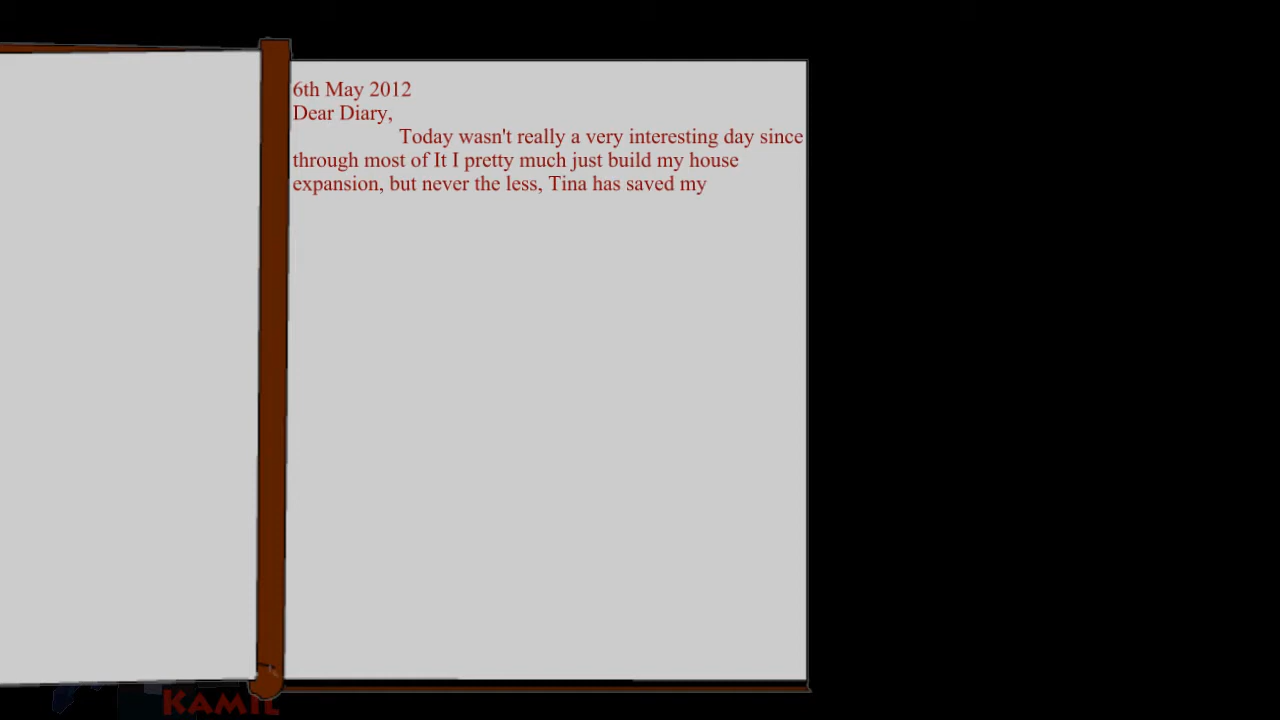 6th May 2012
Dear Diary,
Today wasn't really a very interesting day since
through most of It I pretty much just build my house
expansion, but never the less, Tina has saved my
KAMIL